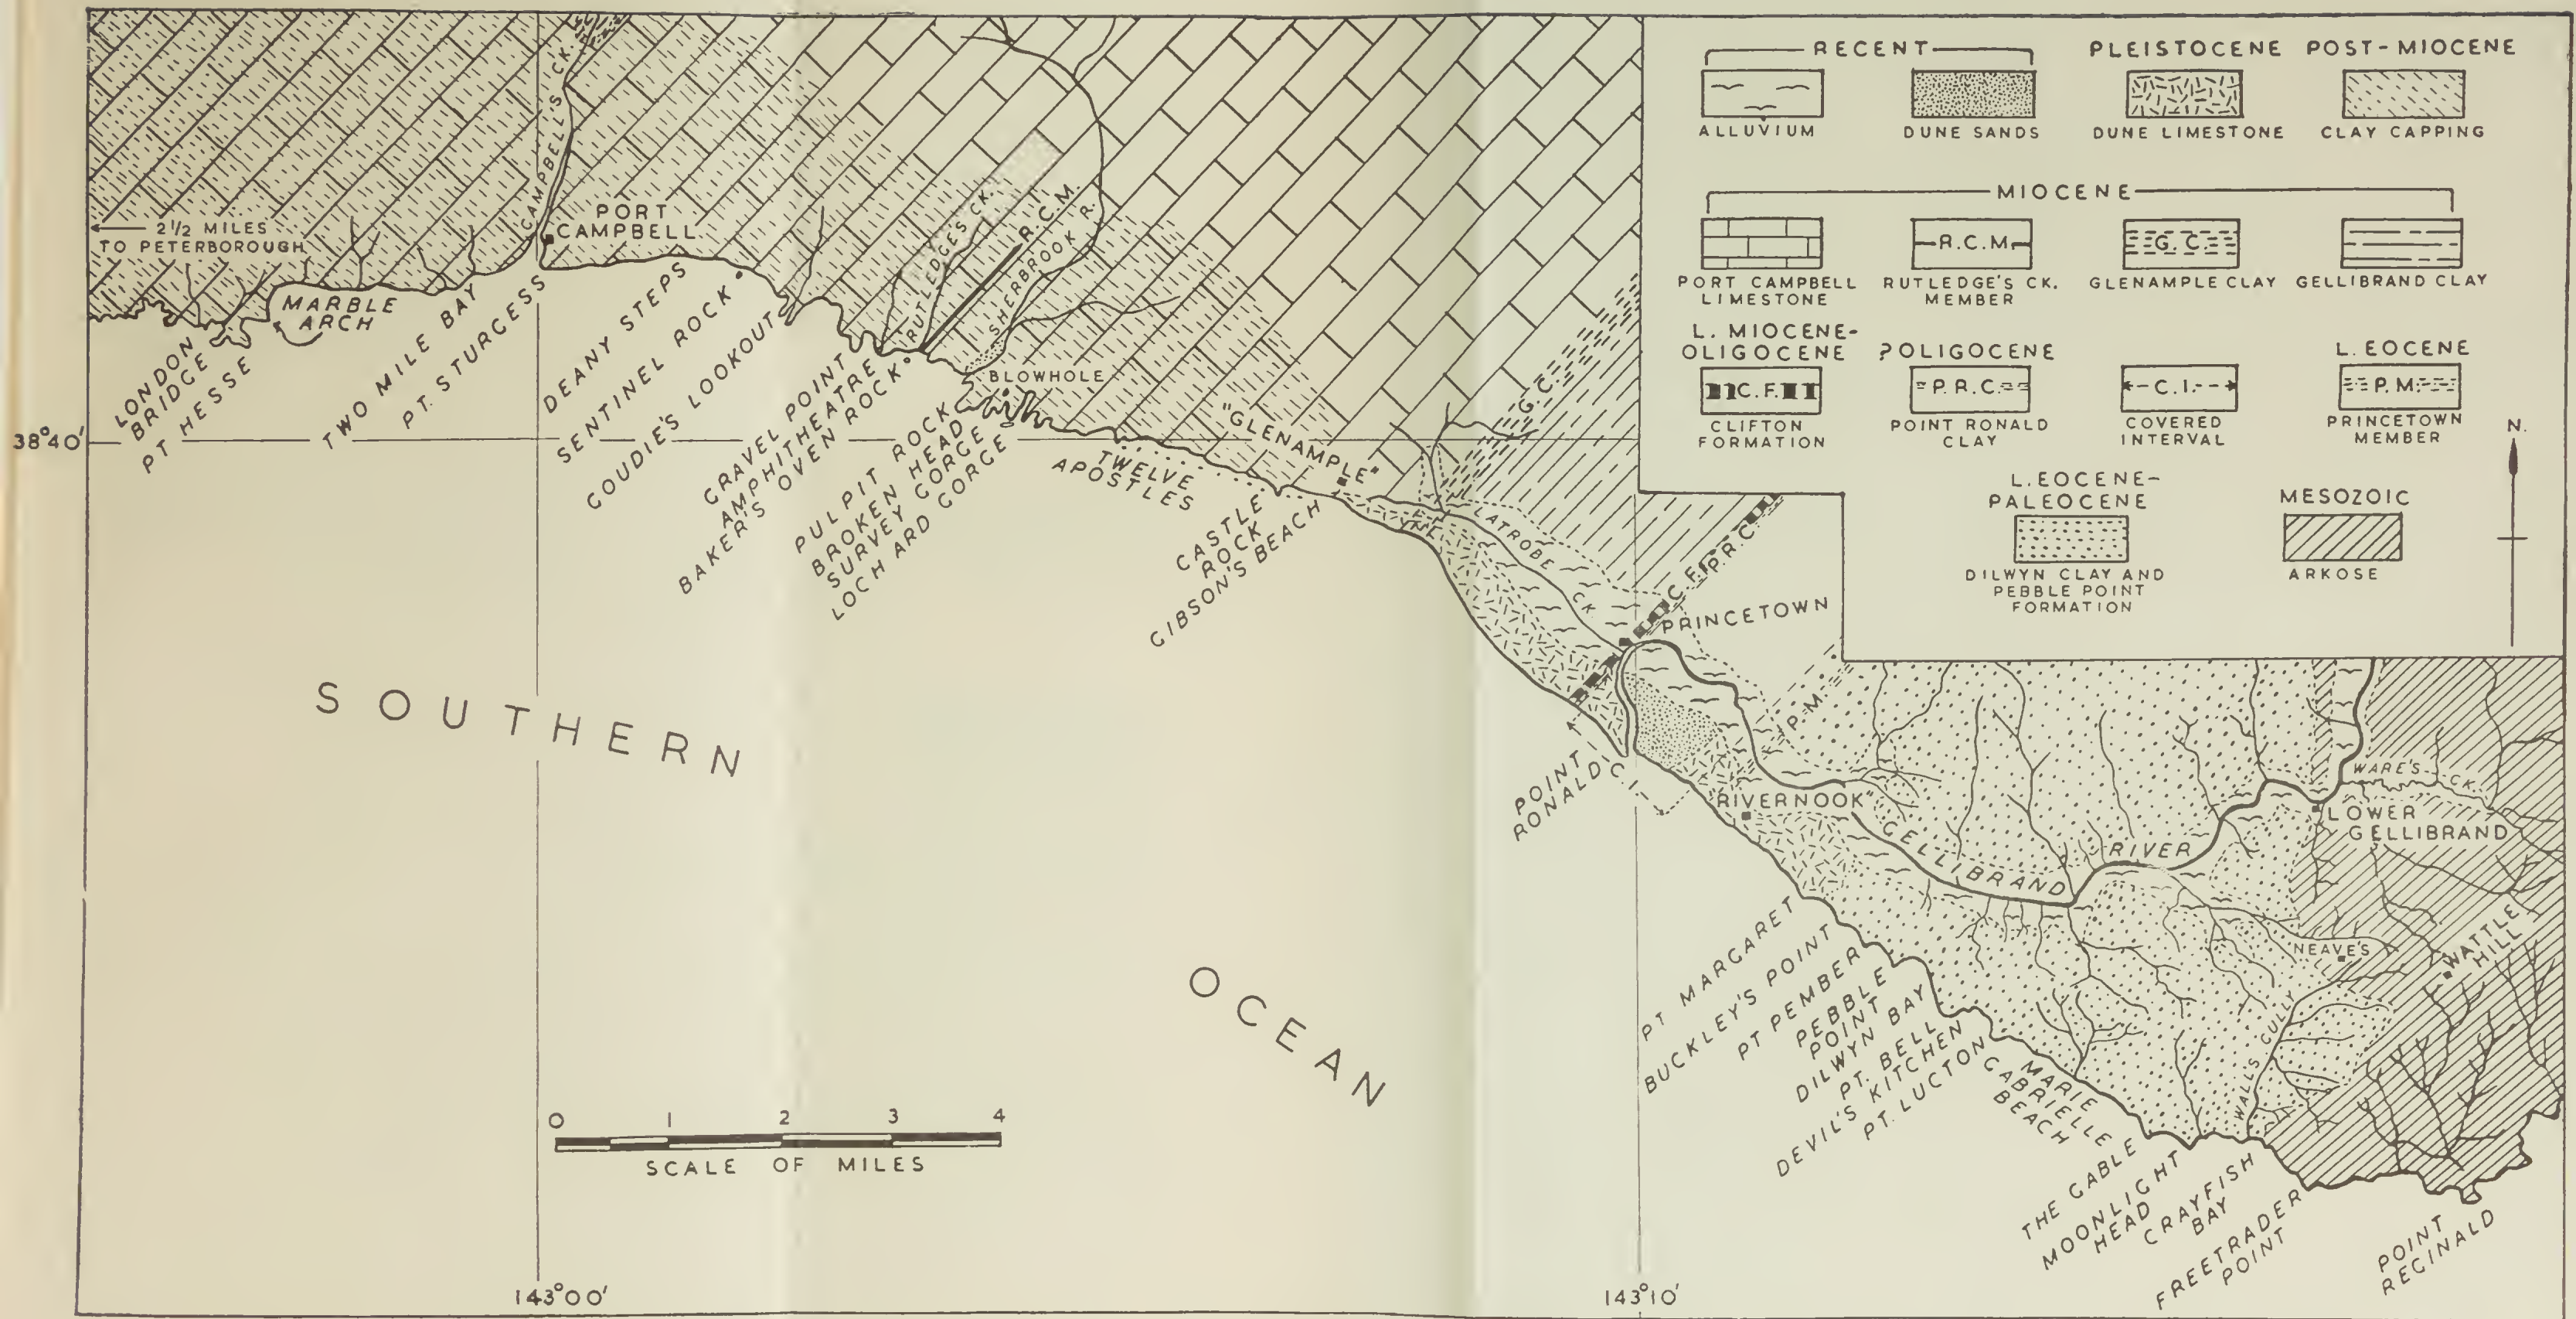 RECENT
PLEISTOCENE
POST-MIOCENE
ALLUVIUM
DUNE SANDS
DUNE LIMESTONE
CLAY CAPPING
MIOCENE
R.C.M.
G.C.
PORT CAMPBELL
LIMESTONE
RUTLEDGE'S CK.
MEMBER
GLENAMPLE CLAY
GELLIBRAND CLAY
L. MIOCENE-
OLIGOCENE
?OLIGOCENE
L. EOCENE
C.F.
P.R.C.
C.I.
P.M.
CLIFTON
FORMATION
POINT RONALD
CLAY
COVERED
INTERVAL
PRINCETOWN
MEMBER
L. EOCENE-
PALEOCENE
MESOZOIC
DILWYN CLAY AND
PEBBLE POINT
FORMATION
ARKOSE
N.
CAMPBELLS CK.
2½ MILES
TO PETERBOROUGH
PORT
CAMPBELL
MARBLE
ARCH
RUTLEDGES CK.
R.C.M.
SHERBROOK R.
BLOWHOLE
LONDON
BRIDGE
PT HESSE
TWO MILE BAY
PT. STURGESS
DEANY STEPS
SENTINEL ROCK
GOUDIE'S LOOKOUT
GRAVEL POINT
AMPHITHEATRE
BAKER'S OVEN ROCK
PULPIT ROCK
BROKEN HEAD
SURVEY GORGE
LOCH ARD GORGE
38°40'
TWELVE
APOSTLES
"GLENAMPLE"
CASTLE
ROCK
GIBSON'S BEACH
G.C.
LATROBE
CK
C.F.
P.R.C.
PRINCETOWN
P.M.
POINT
RONALD
C.I.
"RIVERNOOK"
GELLIBRAND
RIVER
WARE'S CK.
LOWER
GELLIBRAND
NEAVE'S
WATTLE
HILL
WALLS GULLY
PT MARGARET
BUCKLEY'S POINT
PT PEMBER
PEBBLE
POINT
DILWYN BAY
PT. BELL
DEVIL'S KITCHEN
PT. LUCTON
MARIE
GABRIELLE
BEACH
THE GABLE
MOONLIGHT
HEAD
CRAYFISH
BAY
FREETRADER
POINT
POINT
REGINALD
SOUTHERN
OCEAN
0 1 2 3 4
SCALE OF MILES
143°00'
143°10'